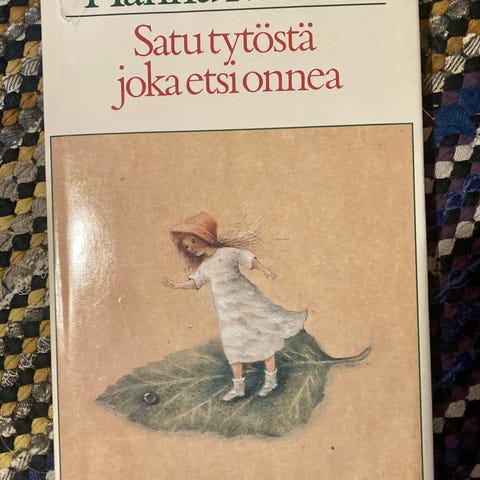 Satu tytöstä
joka etsi onnea